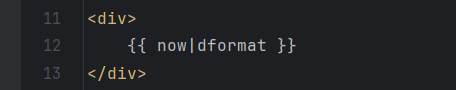 11 <div>
12     {{ now|dformat }}
13 </div>